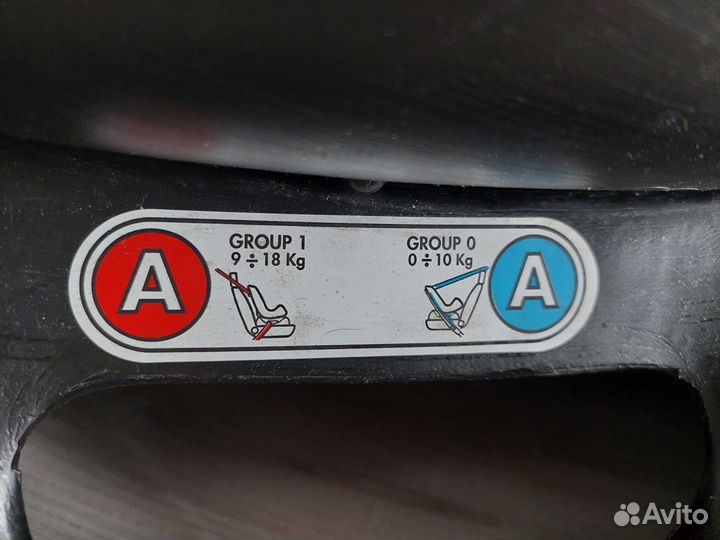 A
GROUP 1
9 ÷ 18 Kg
GROUP 0
0 ÷ 10 Kg
A
Avito